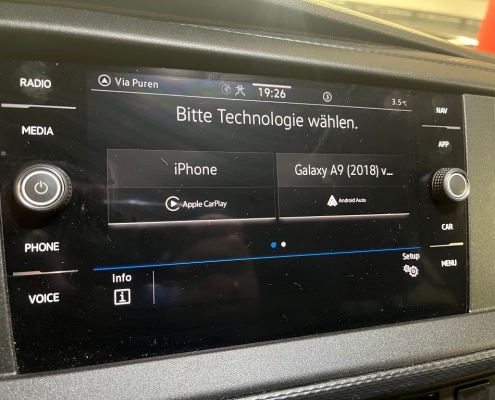 RADIO
MEDIA
PHONE
VOICE
Via Puren
19:26
3
3.5°C
Bitte Technologie wählen.
iPhone
Apple CarPlay
Galaxy A9 (2018) v...
Android Auto
Info
Setup
NAV
APP
CAR
MENU